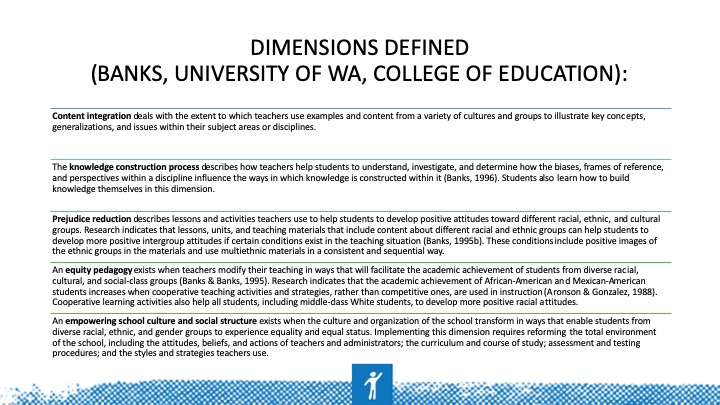 DIMENSIONS DEFINED
(BANKS, UNIVERSITY OF WA, COLLEGE OF EDUCATION):
Content integration deals with the extent to which teachers use examples and content from a variety of cultures and groups to illustrate key concepts,
generalizations, and issues within their subject areas or disciplines.
The knowledge construction process describes how teachers help students to understand, investigate, and determine how the biases, frames of reference,
and perspectives within a discipline influence the ways in which knowledge is constructed within it (Banks, 1996). Students also learn how to build
knowledge themselves in this dimension.
Prejudice reduction describes lessons and activities teachers use to help students to develop positive attitudes toward different racial, ethnic, and cultural
groups. Research indicates that lessons, units, and teaching materials that include content about different racial and ethnic groups can help students to
develop more positive intergroup attitudes if certain conditions exist in the teaching situation (Banks, 1995b). These conditions include positive images of
the ethnic groups in the materials and use multiethnic materials in a consistent and sequential way.
An equity pedagogy exists when teachers modify their teaching in ways that will facilitate the academic achievement of students from diverse racial,
cultural, and social-class groups (Banks & Banks, 1995). Research indicates that the academic achievement of African-American and Mexican-American
students increases when cooperative teaching activities and strategies, rather than competitive ones, are used in instruction (Aronson & Gonzalez, 1988).
Cooperative learning activities also help all students, including middle-class White students, to develop more positive racial attitudes.
An empowering school culture and social structure exists when the culture and organization of the school transform in ways that enable students from
diverse racial, ethnic, and gender groups to experience equality and equal status. Implementing this dimension requires reforming the total environment
of the school, including the attitudes, beliefs, and actions of teachers and administrators; the curriculum and course of study; assessment and testing
procedures; and the styles and strategies teachers use.